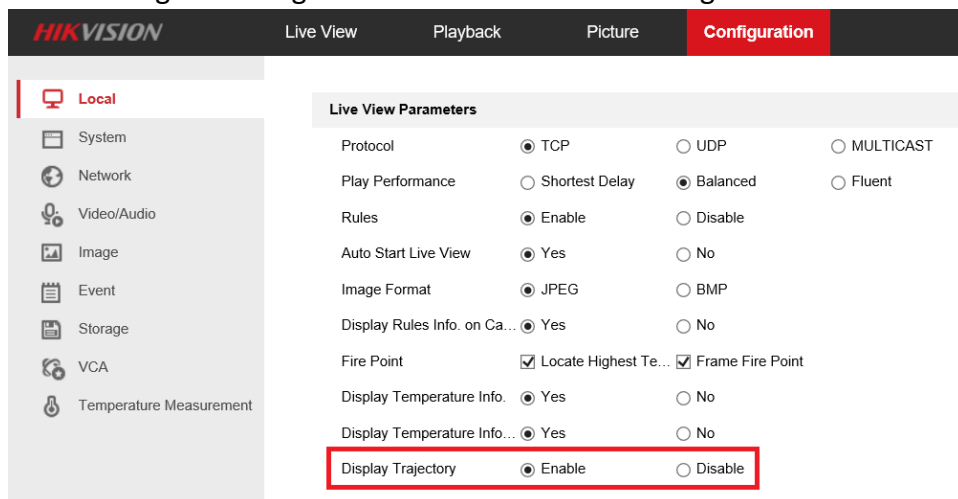 HIKVISION Live View Playback Picture Configuration
Local
System
Network
Video/Audio
Image
Event
Storage
VCA
Temperature Measurement
Live View Parameters
Protocol TCP UDP MULTICAST
Play Performance Shortest Delay Balanced Fluent
Rules Enable Disable
Auto Start Live View Yes No
Image Format JPEG BMP
Display Rules Info. on Ca... Yes No
Fire Point Locate Highest Te... Frame Fire Point
Display Temperature Info. Yes No
Display Temperature Info... Yes No
Display Trajectory Enable Disable